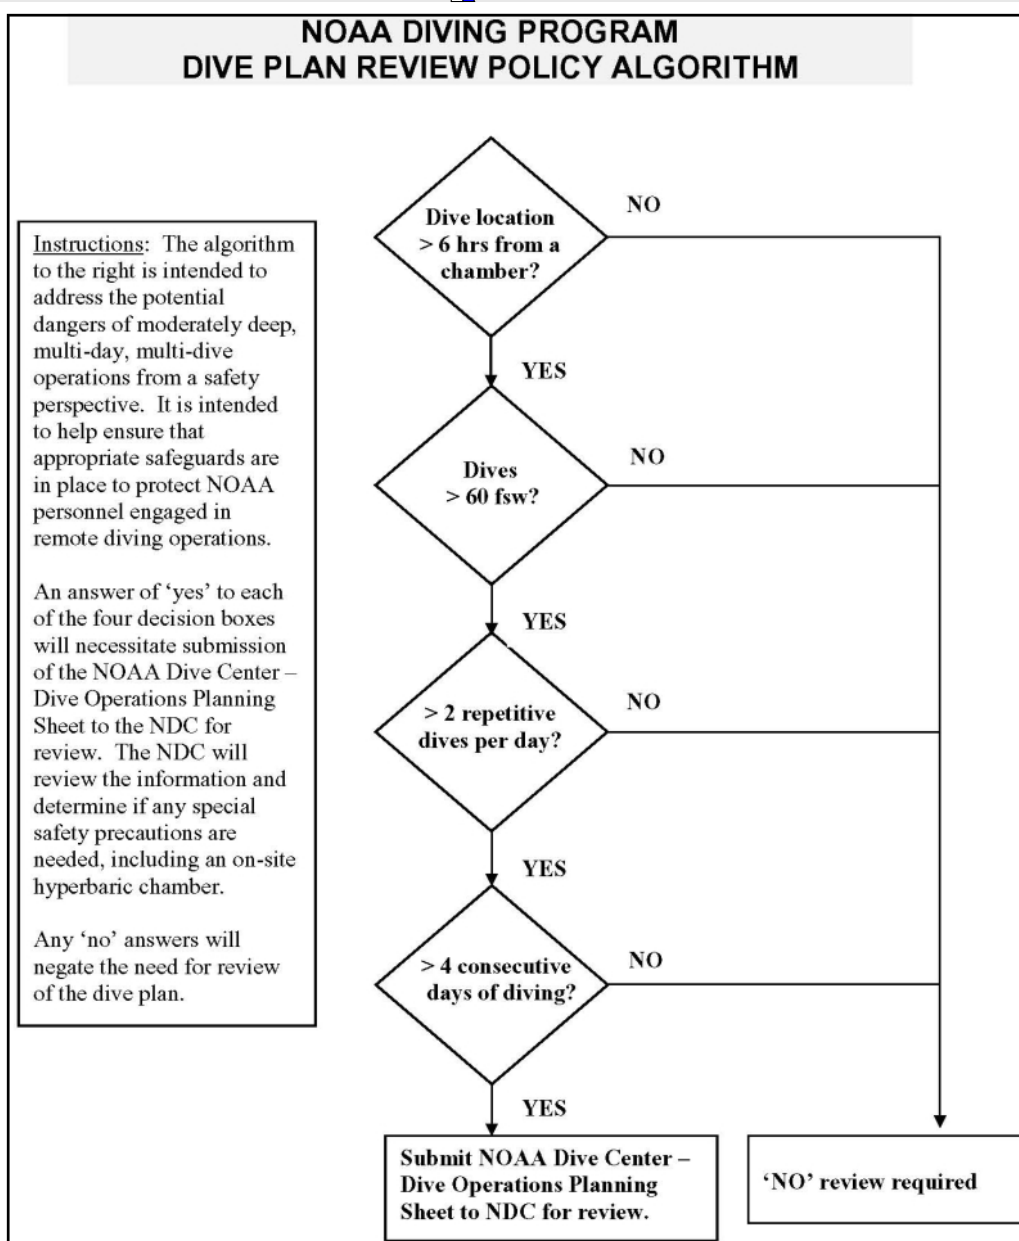 NOAA DIVING PROGRAM
DIVE PLAN REVIEW POLICY ALGORITHM
Instructions: The algorithm
to the right is intended to
address the potential
dangers of moderately deep,
multi-day, multi-dive
operations from a safety
perspective. It is intended
to help ensure that
appropriate safeguards are
in place to protect NOAA
personnel engaged in
remote diving operations.
An answer of ‘yes’ to each
of the four decision boxes
will necessitate submission
of the NOAA Dive Center –
Dive Operations Planning
Sheet to the NDC for
review. The NDC will
review the information and
determine if any special
safety precautions are
needed, including an on-site
hyperbaric chamber.
Any ‘no’ answers will
negate the need for review
of the dive plan.
Dive location
> 6 hrs from a
chamber?
NO
YES
Dives
> 60 fsw?
NO
YES
> 2 repetitive
dives per day?
NO
YES
> 4 consecutive
days of diving?
NO
YES
Submit NOAA Dive Center –
Dive Operations Planning
Sheet to NDC for review.
‘NO’ review required